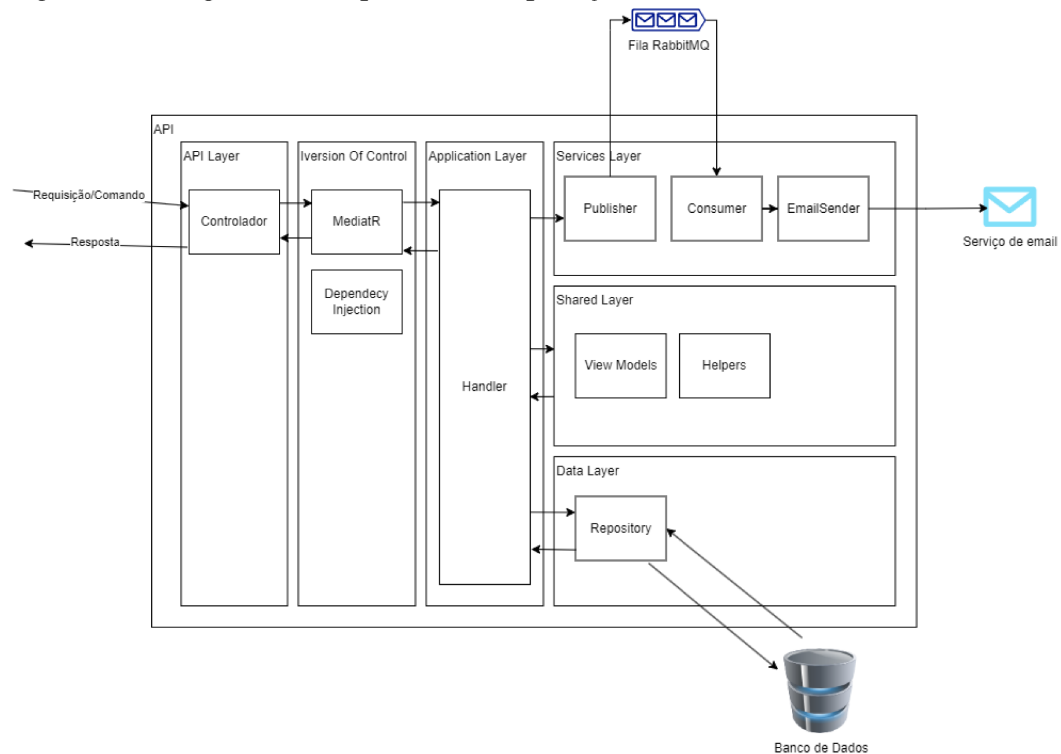 Fila RabbitMQ
API
API Layer
Iversion Of Control
Application Layer
Services Layer
Requisição/Comando
Controlador
MediatR
Publisher
Consumer
EmailSender
Resposta
Serviço de email
Dependecy
Injection
Shared Layer
View Models
Helpers
Handler
Data Layer
Repository
Banco de Dados